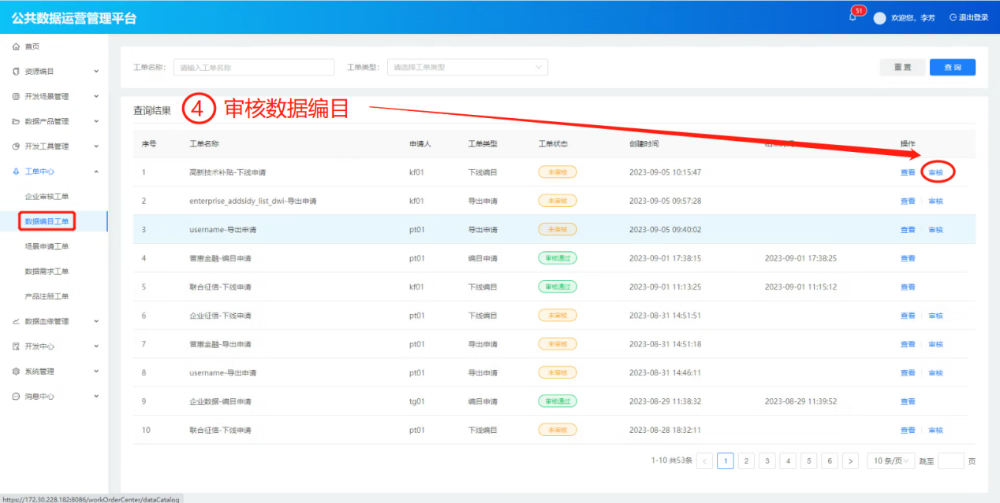 公共数据运营管理平台
51
欢迎您，李芳
退出登录
首页
资源编目
开发场景管理
数据产品管理
开发工具管理
工单中心
企业审核工单
数据编目工单
场景申请工单
数据需求工单
产品注册工单
数据血缘管理
开发中心
系统管理
消息中心
工单名称： 请输入工单名称 工单类型： 请选择工单类型 重 置 查 询
查询结果 ④ 审核数据编目
序号 工单名称 申请人 工单类型 工单状态 创建时间 操作
1 高新技术补贴-下线申请 kf01 下线编目 未审核 2023-09-05 10:15:47 查看 审核
2 enterprise_addsldy_list_dwi-导出申请 kf01 导出申请 未审核 2023-09-05 09:57:28 查看 审核
3 username-导出申请 pt01 导出申请 未审核 2023-09-05 09:40:02 查看 审核
4 普惠金融-编目申请 pt01 编目申请 审核通过 2023-09-01 17:38:15 2023-09-01 17:38:25 查看
5 联合征信-下线申请 kf01 下线编目 审核通过 2023-09-01 11:13:25 2023-09-01 11:15:12 查看
6 企业征信-下线申请 pt01 下线编目 未审核 2023-08-31 14:51:51 查看 审核
7 普惠金融-导出申请 pt01 导出申请 未审核 2023-08-31 14:51:18 查看 审核
8 username-导出申请 pt01 导出申请 未审核 2023-08-31 14:46:11 查看 审核
9 企业数据-编目申请 tg01 编目申请 审核通过 2023-08-29 11:38:32 2023-08-29 11:39:52 查看
10 联合征信-下线申请 pt01 下线编目 未审核 2023-08-28 18:32:11 查看 审核
1-10 共53条 < 1 2 3 4 5 6 > 10 条/页 跳至 页
https://172.30.228.182:8086/workOrderCenter/dataCatalog